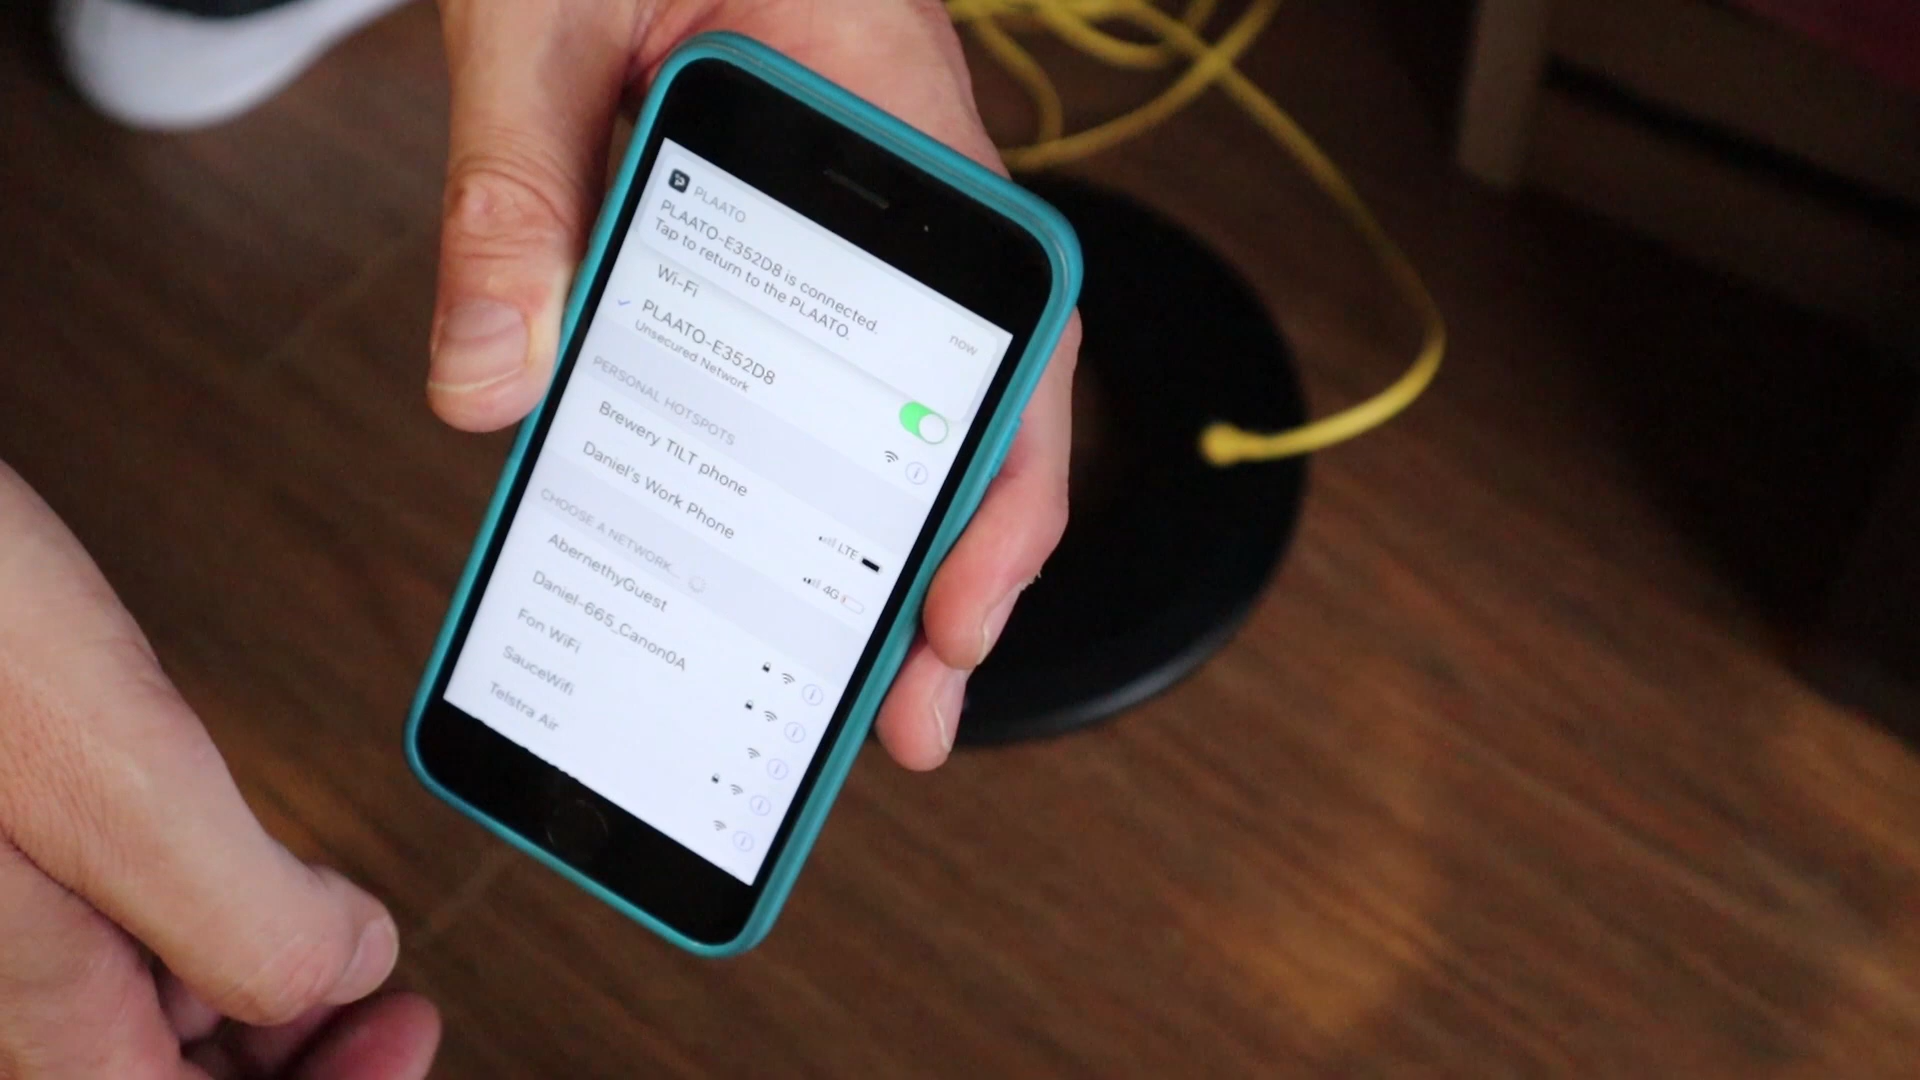 PLAATO
now
PLAATO-E352D8 is connected.
Tap to return to the PLAATO.
Wi-Fi
PLAATO-E352D8
Unsecured Network
PERSONAL HOTSPOTS
Brewery TILT phone
LTE
Daniel's Work Phone
4G
CHOOSE A NETWORK...
AbernethyGuest
Daniel-665_Canon0A
Fon WiFi
SauceWifi
Telstra Air